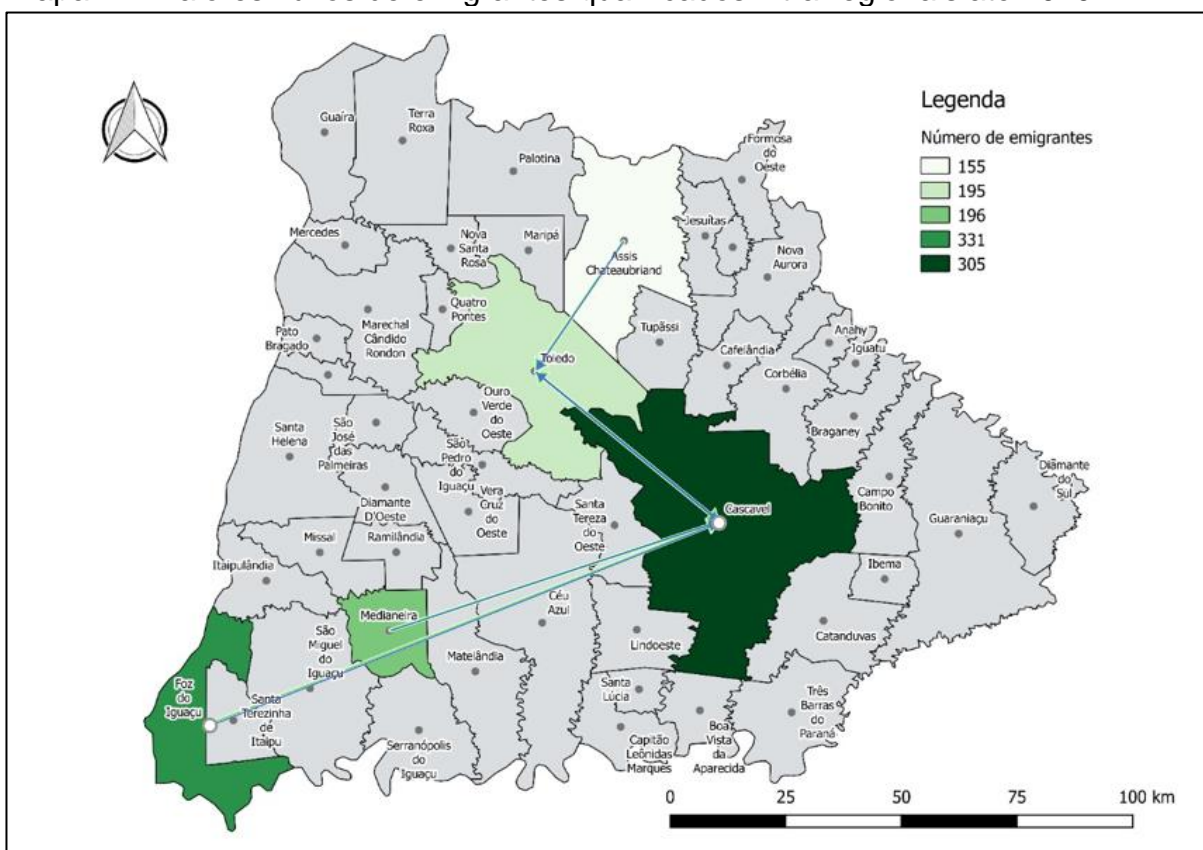 Legenda
Número de emigrantes
155
195
196
331
305
Guaíra
Terra
Roxa
Palotina
Formosa
do
Oeste
Jesuítas
Nova
Aurora
Mercedes
Nova
Santa
Rosa
Maripá
Assis
Chateaubriand
Quatro
Pontes
Marechal
Cândido
Rondon
Pato
Bragado
Tupãssi
Toledo
Cafelândia
Anahy
Iguatu
Corbélia
Ouro
Verde
do
Oeste
Santa
Helena
São
José
das
Palmeiras
São
Pedro
do
Iguaçu
Braganey
Diamante
D'Oeste
Vera
Cruz
do
Oeste
Santa
Tereza
do
Oeste
Cascavel
Campo
Bonito
Guaraniaçu
Diamante
do
Sul
Missal
Ramilândia
Itaipulândia
Ibema
Medianeira
Céu
Azul
São
Miguel
do
Iguaçu
Matelândia
Lindoeste
Catanduvas
Foz
do
Iguaçu
Santa
Terezinha
de
Itaipu
Santa
Lúcia
Três
Barras
do
Paraná
Serranópolis
do
Iguaçu
Capitão
Leônidas
Marques
Boa
Vista
da
Aparecida
0 25 50 75 100 km